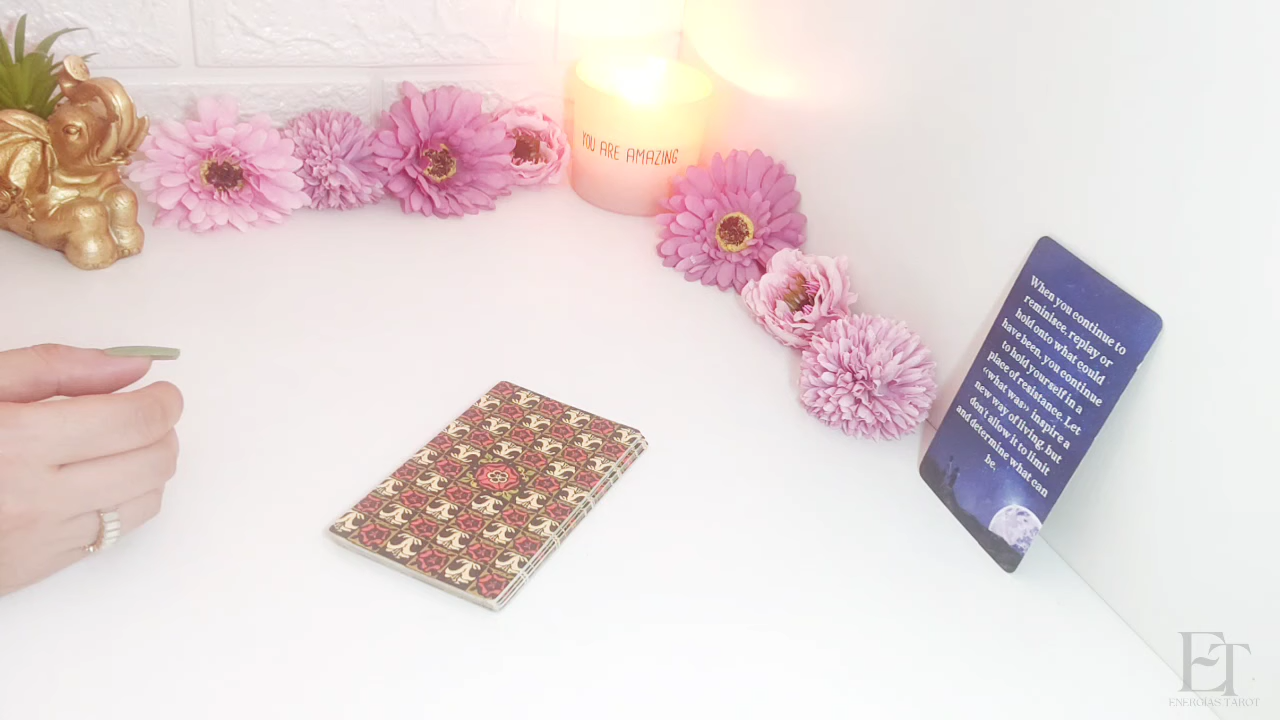 YOU ARE AMAZING
When you continue to
reminisce, replay or
hold onto what could
have been, you continue
to hold yourself in a
place of resistance. Let
«what was» inspire a
new way of living, but
don't allow it to limit
and determine what can
be.
ET
ENERGÍAS TAROT